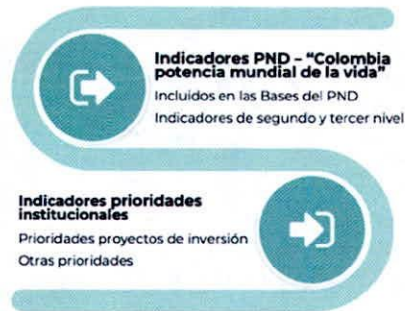 Indicadores PND – “Colombia
potencia mundial de la vida”
Incluidos en las Bases del PND
Indicadores de segundo y tercer nivel
Indicadores prioridades
institucionales
Prioridades proyectos de inversión
Otras prioridades